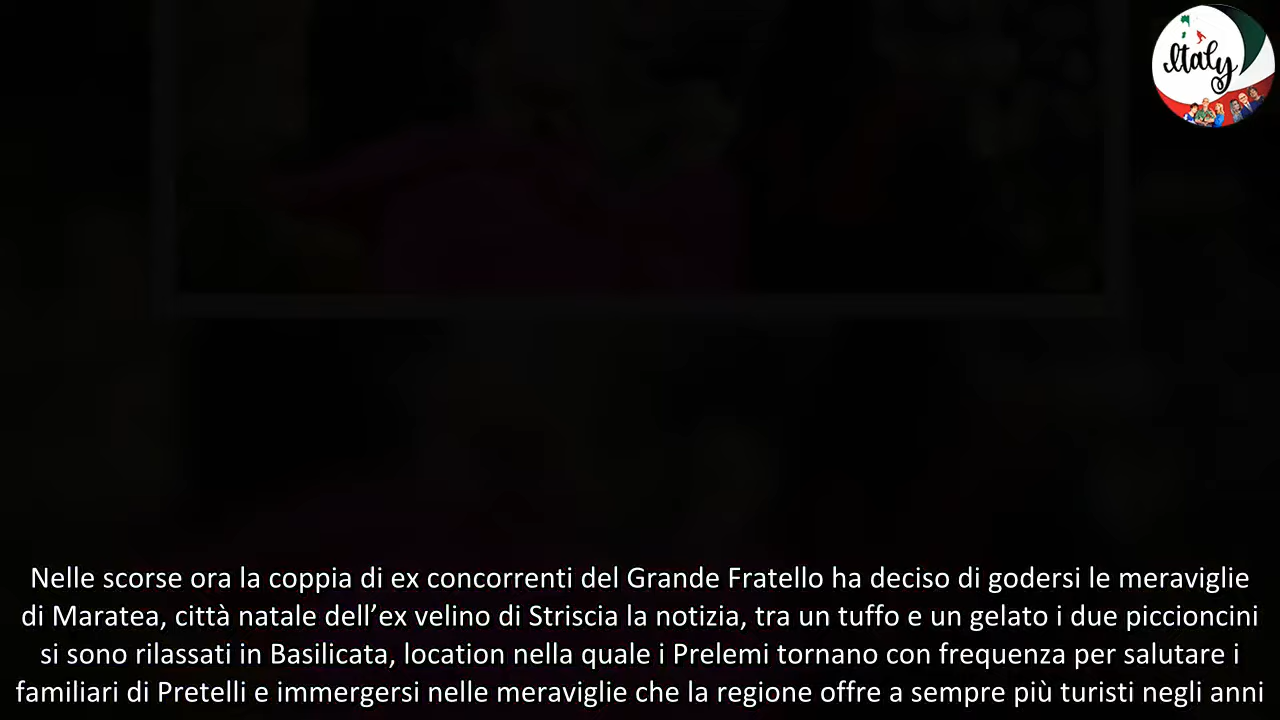 Italy
Nelle scorse ora la coppia di ex concorrenti del Grande Fratello ha deciso di godersi le meraviglie
di Maratea, città natale dell’ex velino di Striscia la notizia, tra un tuffo e un gelato i due piccioncini
si sono rilassati in Basilicata, location nella quale i Prelemi tornano con frequenza per salutare i
familiari di Pretelli e immergersi nelle meraviglie che la regione offre a sempre più turisti negli anni